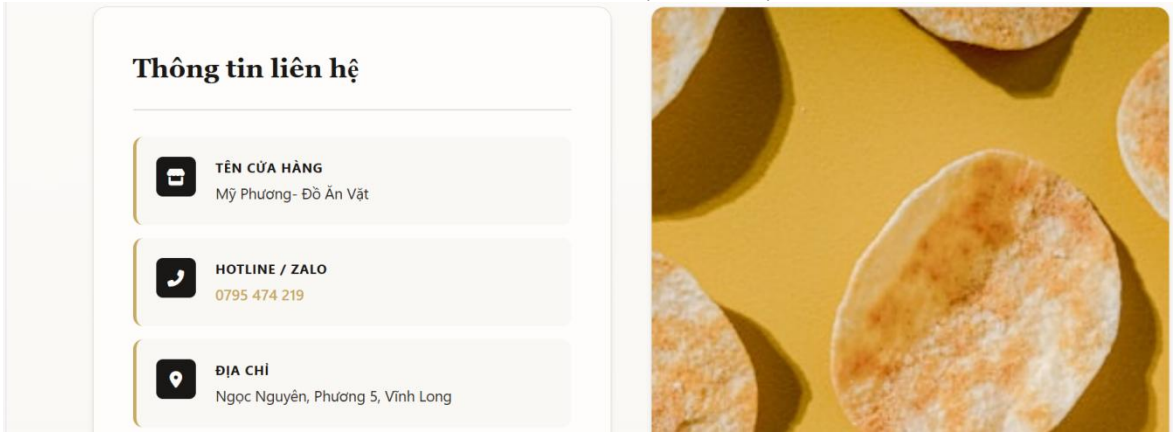 Thông tin liên hệ
TÊN CỬA HÀNG
Mỹ Phương- Đồ Ăn Vặt
HOTLINE / ZALO
0795 474 219
ĐỊA CHỈ
Ngọc Nguyên, Phương 5, Vĩnh Long